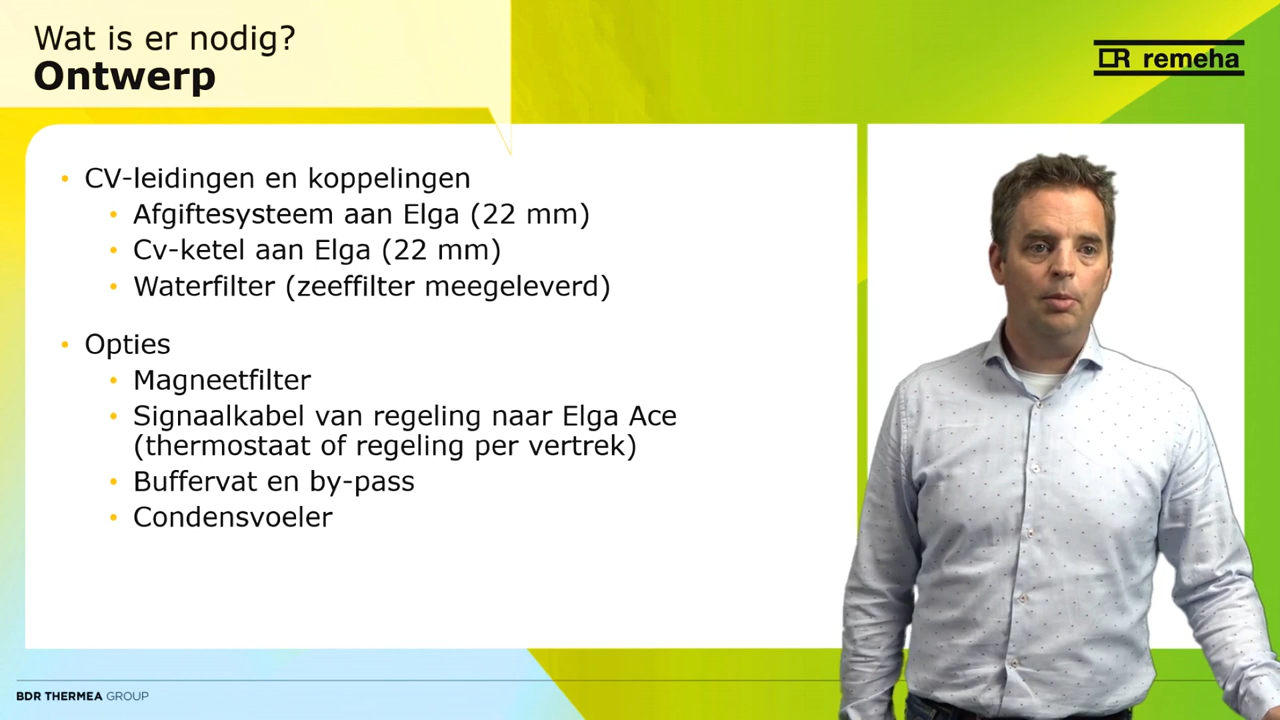 Wat is er nodig?
Ontwerp
remeha
• CV-leidingen en koppelingen
• Afgiftesysteem aan Elga (22 mm)
• Cv-ketel aan Elga (22 mm)
• Waterfilter (zeeffilter meegeleverd)
• Opties
• Magneetfilter
• Signaalkabel van regeling naar Elga Ace
(thermostaat of regeling per vertrek)
• Buffervat en by-pass
• Condensvoeler
BDR THERMEA GROUP